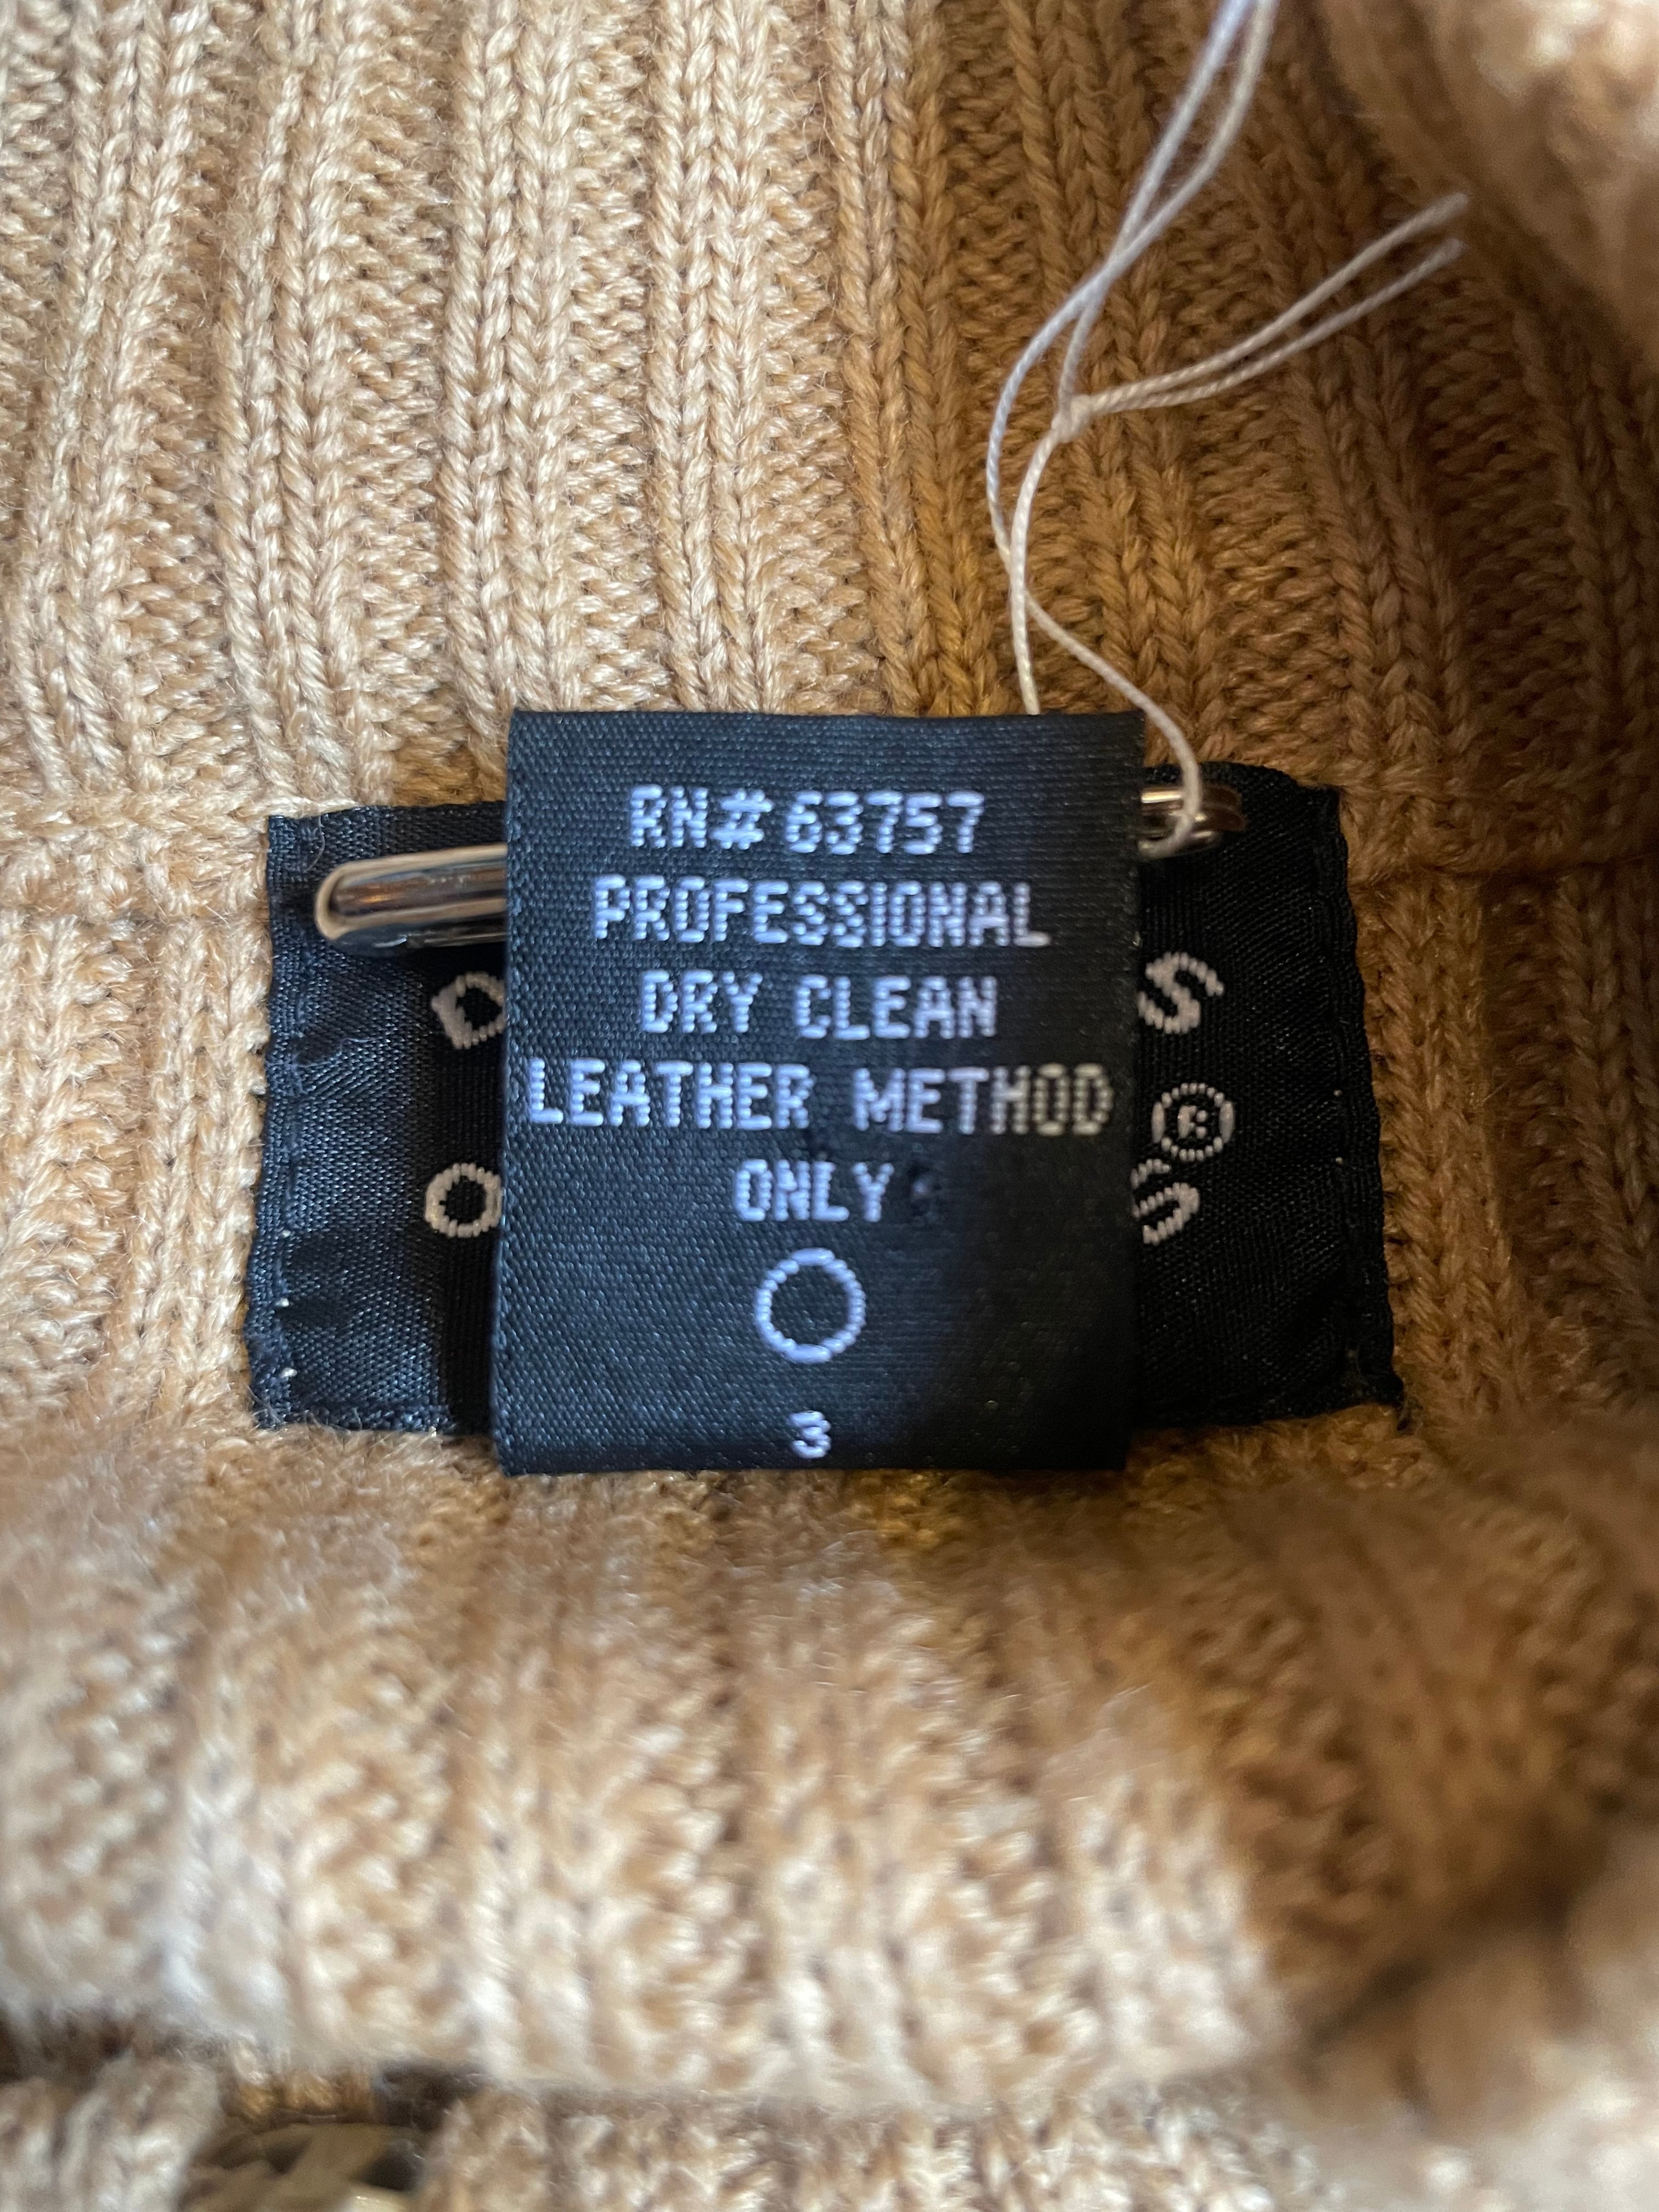 RN# 63757
PROFESSIONAL
DRY CLEAN
LEATHER METHOD
ONLY
3